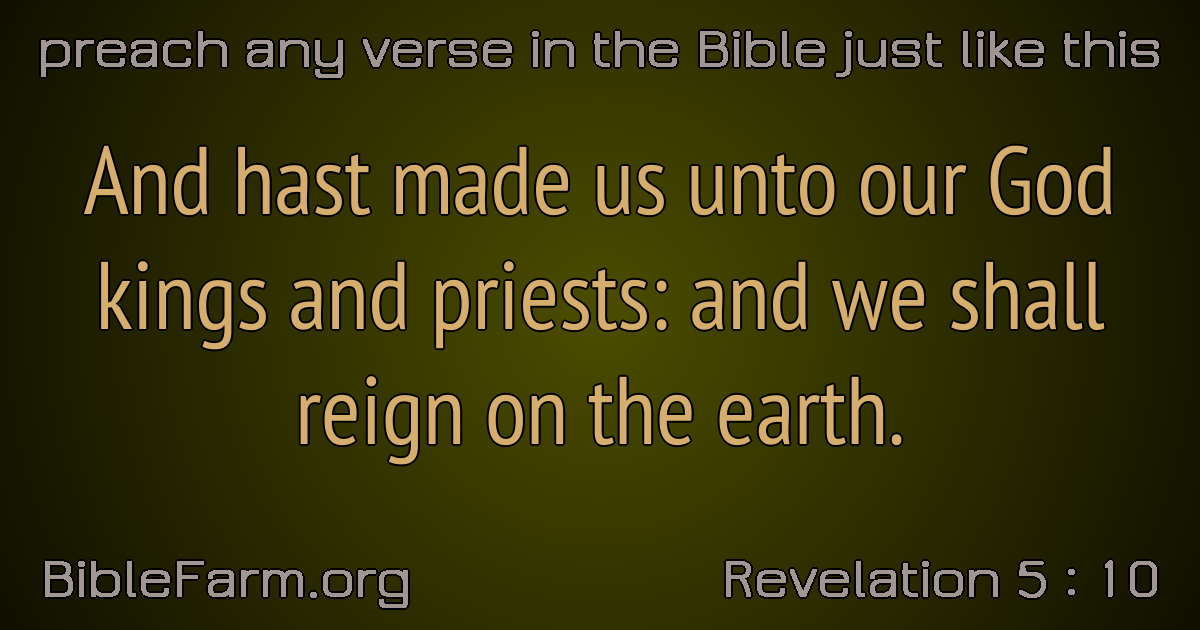 preach any verse in the Bible just like this
And hast made us unto our God
kings and priests: and we shall
reign on the earth.
BibleFarm.org
Revelation 5 : 10